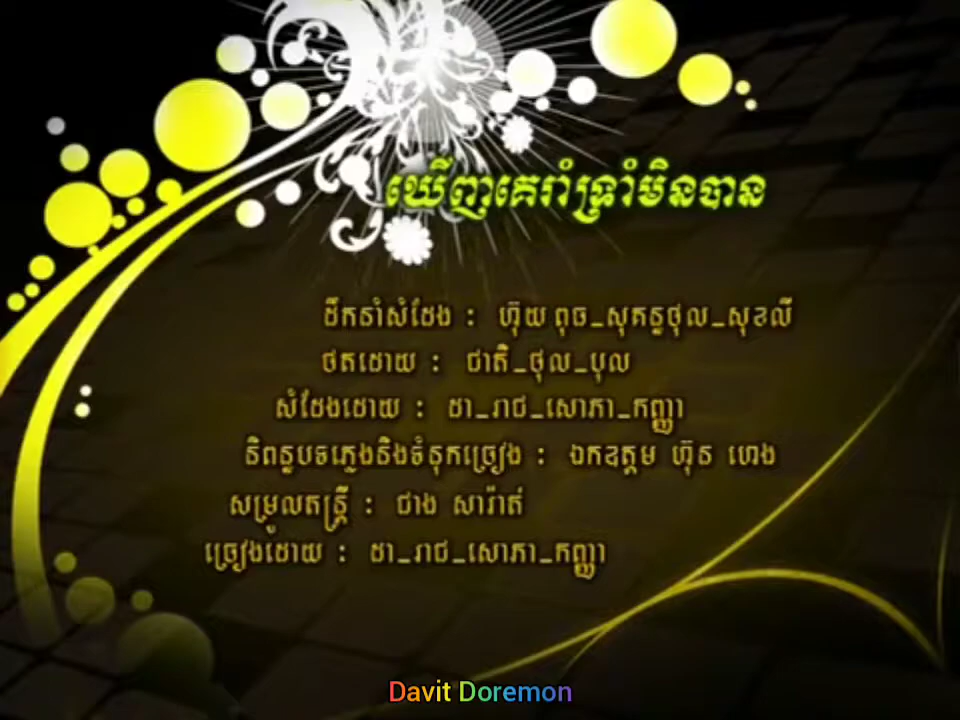 ឃើញគេរាំទ្រាំមិនបាន
ដឹកនាំសំដែង : ហ៊ុយ ពុច_សុគន្ធថុល_សុខលី
ថតដោយ : ជាតិ_ថុល_បុល
សំដែងដោយ : ដា_រាជ_សោភា_កញ្ញា
និពន្ធបទភ្លេងនិងទំនុកច្រៀង : ឯកឧត្តម ហ៊ុន ហេង
សម្រួលតន្ត្រី : ជាង សារ៉ាត់
ច្រៀងដោយ : ដា_រាជ_សោភា_កញ្ញា
Davit Doremon